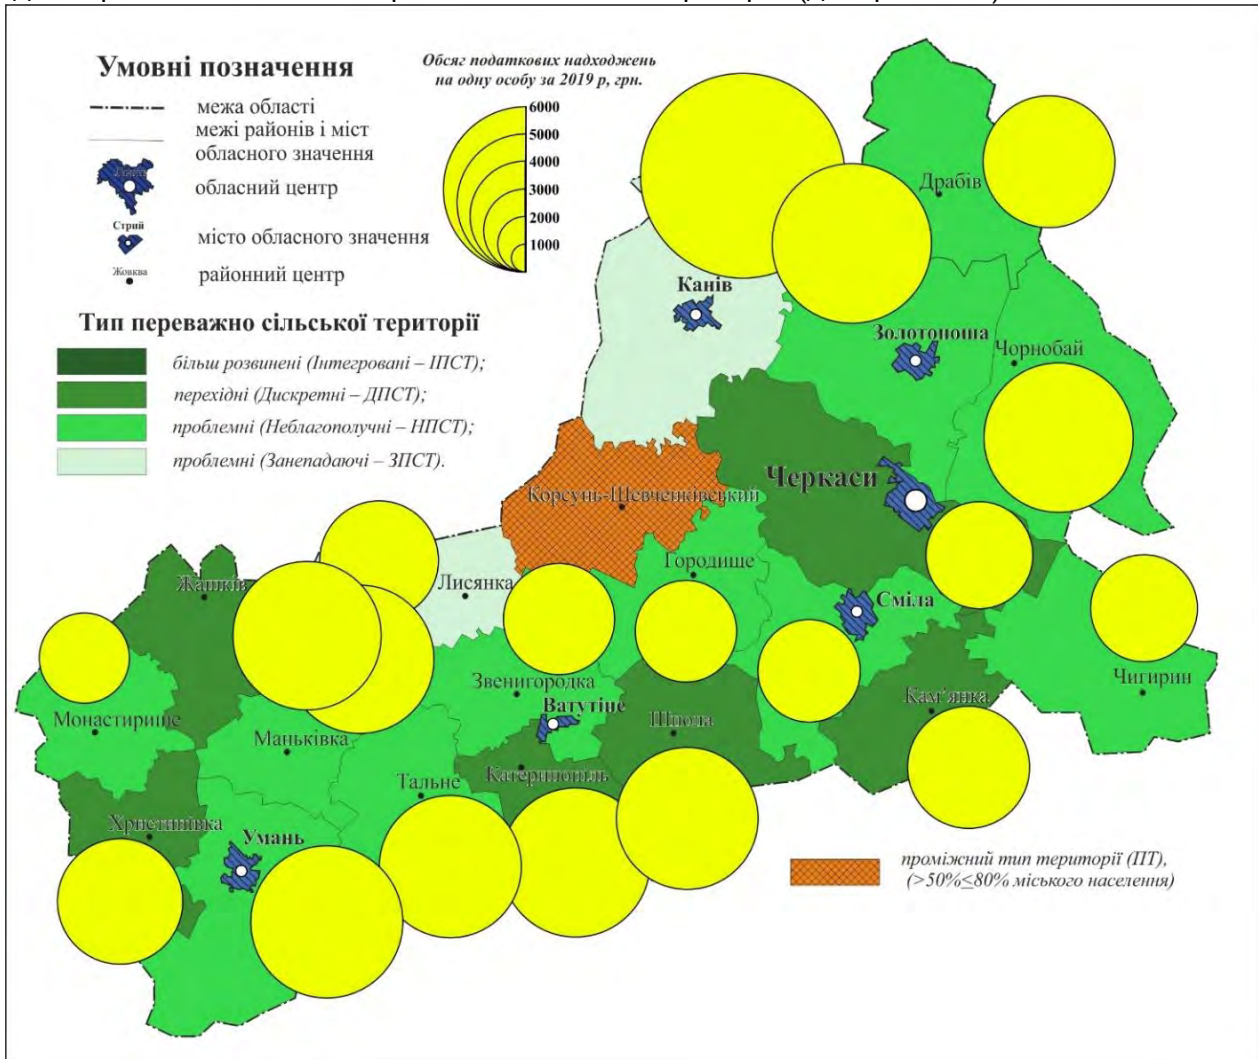 Умовні позначення
межа області
межі районів і міст
обласного значення
обласний центр
Стрий
місто обласного значення
Жовква
районний центр
Обсяг податкових надходжень
на одну особу за 2019 р, грн.
6000
5000
4000
3000
2000
1000
Тип переважно сільської території
більш розвинені (Інтегровані – ІПСТ);
перехідні (Дискретні – ДПСТ);
проблемні (Неблагополучні – НПСТ);
проблемні (Занепадаючі – ЗПСТ).
Драбів
Канів
Золотоноша
Чорнобай
Черкаси
Корсунь-Шевченківський
Городище
Жашків
Лисянка
Сміла
Звенигородка
Чигирин
Кам'янка
Ватутіне
Шпола
Монастирище
Маньківка
Катеринопіль
Тальне
Христинівка
Умань
проміжний тип території (ПТ),
(>50%≤80% міського населення)